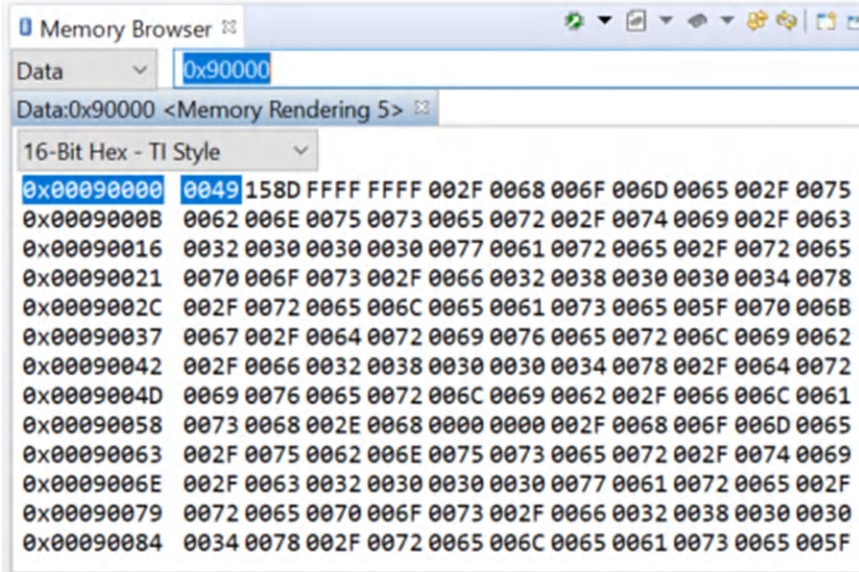 Memory Browser
Data 0x90000
Data:0x90000 <Memory Rendering 5>
16-Bit Hex - TI Style
0x00090000 0049 158D FFFF FFFF 002F 0068 006F 006D 0065 002F 0075
0x0009000B 0062 006E 0075 0073 0065 0072 002F 0074 0069 002F 0063
0x00090016 0032 0030 0030 0030 0077 0061 0072 0065 002F 0072 0065
0x00090021 0070 006F 0073 002F 0066 0032 0038 0030 0030 0034 0078
0x0009002C 002F 0072 0065 006C 0065 0061 0073 0065 005F 0070 006B
0x00090037 0067 002F 0064 0072 0069 0076 0065 0072 006C 0069 0062
0x00090042 002F 0066 0032 0038 0030 0030 0034 0078 002F 0064 0072
0x0009004D 0069 0076 0065 0072 006C 0069 0062 002F 0066 006C 0061
0x00090058 0073 0068 002E 0068 0000 0000 002F 0068 006F 006D 0065
0x00090063 002F 0075 0062 006E 0075 0073 0065 0072 002F 0074 0069
0x0009006E 002F 0063 0032 0030 0030 0030 0077 0061 0072 0065 002F
0x00090079 0072 0065 0070 006F 0073 002F 0066 0032 0038 0030 0030
0x00090084 0034 0078 002F 0072 0065 006C 0065 0061 0073 0065 005F